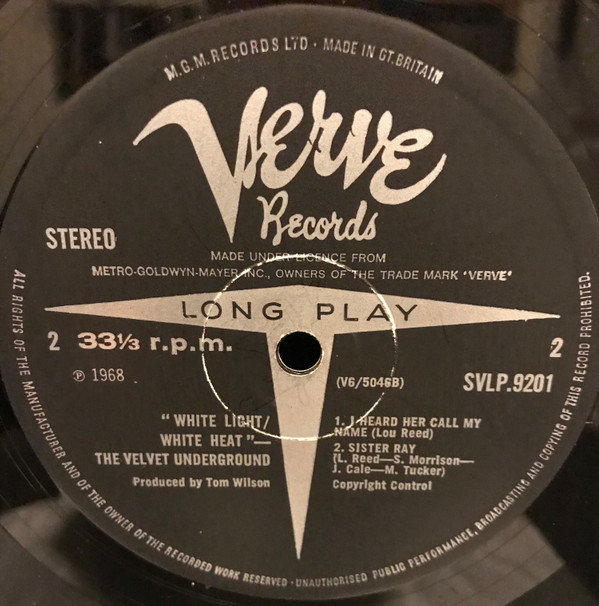 M.G.M. RECORDS LTD · MADE IN GT. BRITAIN
Verve
Records
STEREO
MADE UNDER LICENCE FROM
METRO-GOLDWYN-MAYER INC., OWNERS OF THE TRADE MARK "VERVE"
LONG PLAY
2 33⅓ r.p.m. 2
℗ 1968 (V6/5046B) SVLP.9201
"WHITE LIGHT/
WHITE HEAT"—
THE VELVET UNDERGROUND
Produced by Tom Wilson
1. I HEARD HER CALL MY
NAME (Lou Reed)
2. SISTER RAY
(L. Reed—S. Morrison—
J. Cale—M. Tucker)
Copyright Control
ALL RIGHTS OF THE MANUFACTURER AND OF THE OWNER OF THE RECORDED WORK RESERVED · UNAUTHORISED PUBLIC PERFORMANCE, BROADCASTING AND COPYING OF THIS RECORD PROHIBITED.